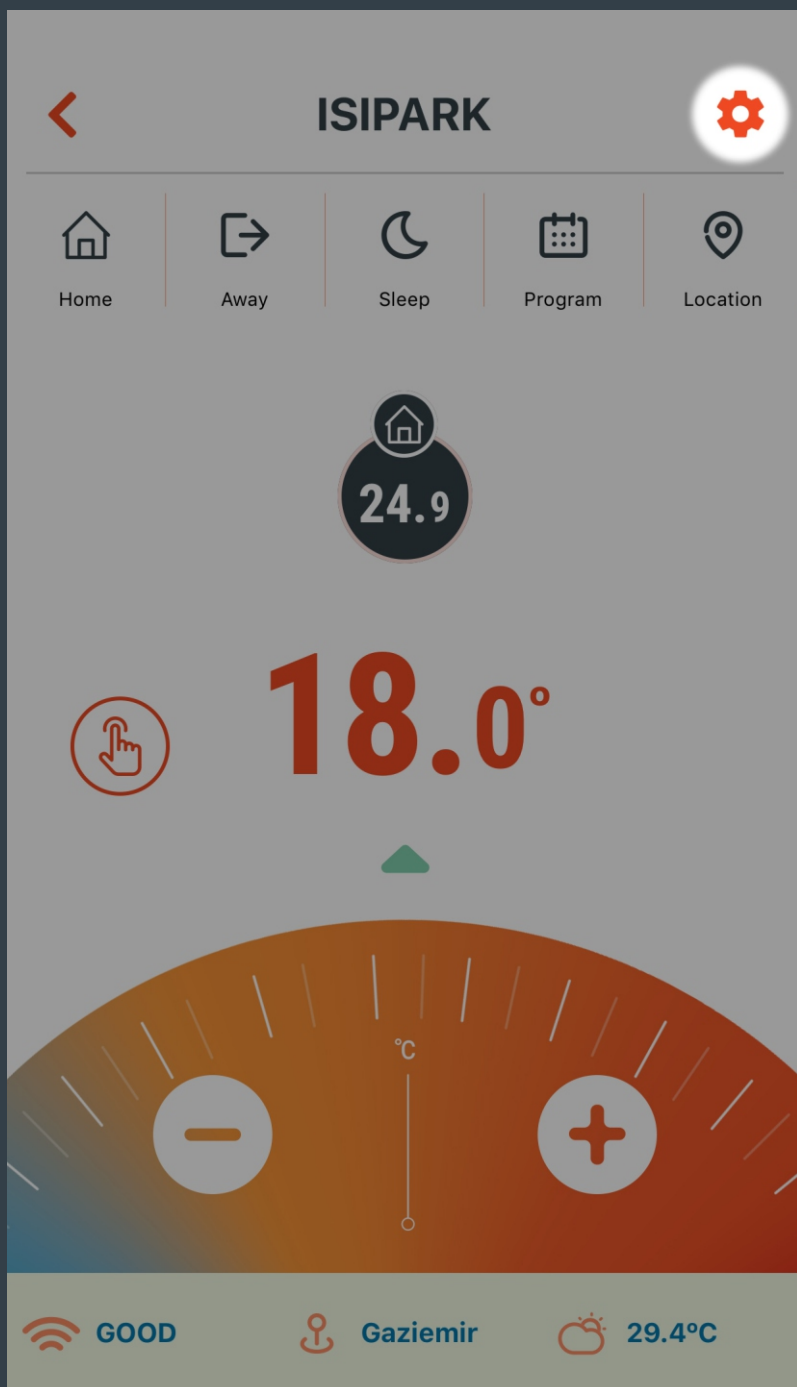 ISIPARK
Home Away Sleep Program Location
24.9
18.0°
°C
GOOD Gaziemir 29.4°C